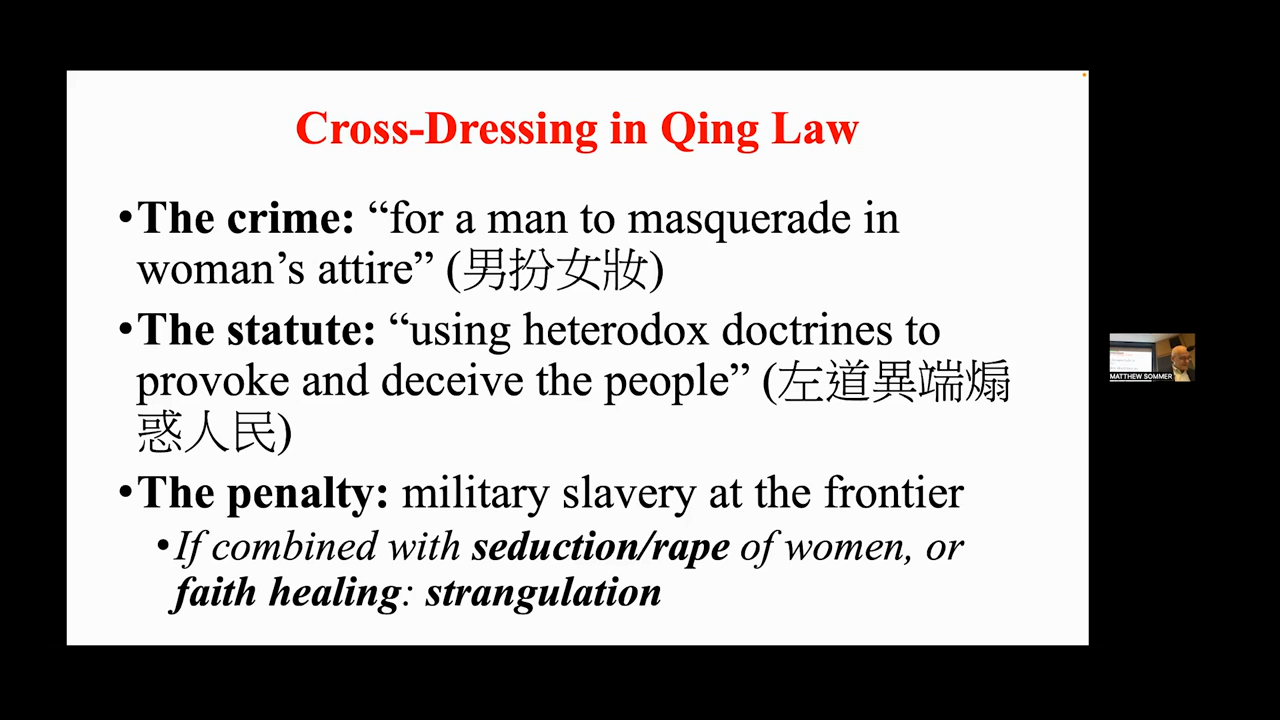 Cross-Dressing in Qing Law
•The crime: “for a man to masquerade in
woman’s attire” (男扮女妝)
•The statute: “using heterodox doctrines to
provoke and deceive the people” (左道異端煽
惑人民)
•The penalty: military slavery at the frontier
•If combined with seduction/rape of women, or
faith healing: strangulation
MATTHEW SOMMER